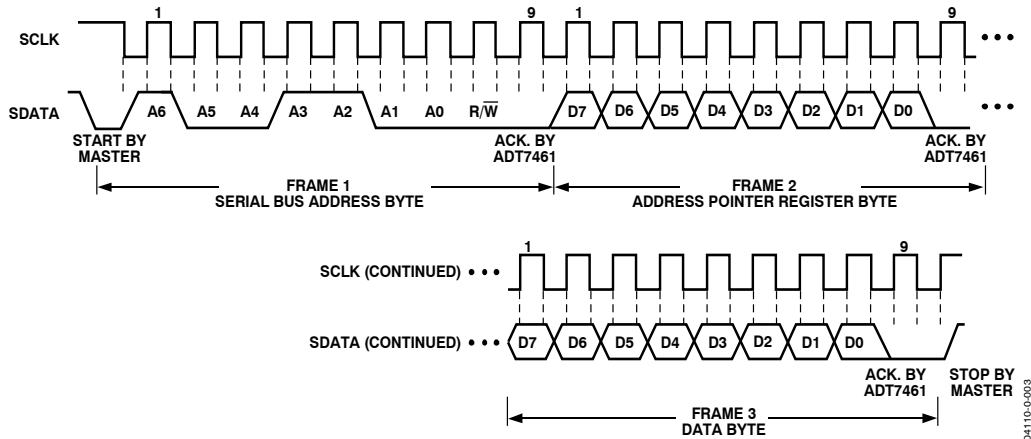 1 9 1 9
SCLK
SDATA A6 A5 A4 A3 A2 A1 A0 R/W̅ D7 D6 D5 D4 D3 D2 D1 D0
START BY MASTER
ACK. BY ADT7461
ACK. BY ADT7461
FRAME 1
SERIAL BUS ADDRESS BYTE
FRAME 2
ADDRESS POINTER REGISTER BYTE
1 9
SCLK (CONTINUED)
SDATA (CONTINUED) D7 D6 D5 D4 D3 D2 D1 D0
ACK. BY ADT7461
STOP BY MASTER
FRAME 3
DATA BYTE
04110-0-003